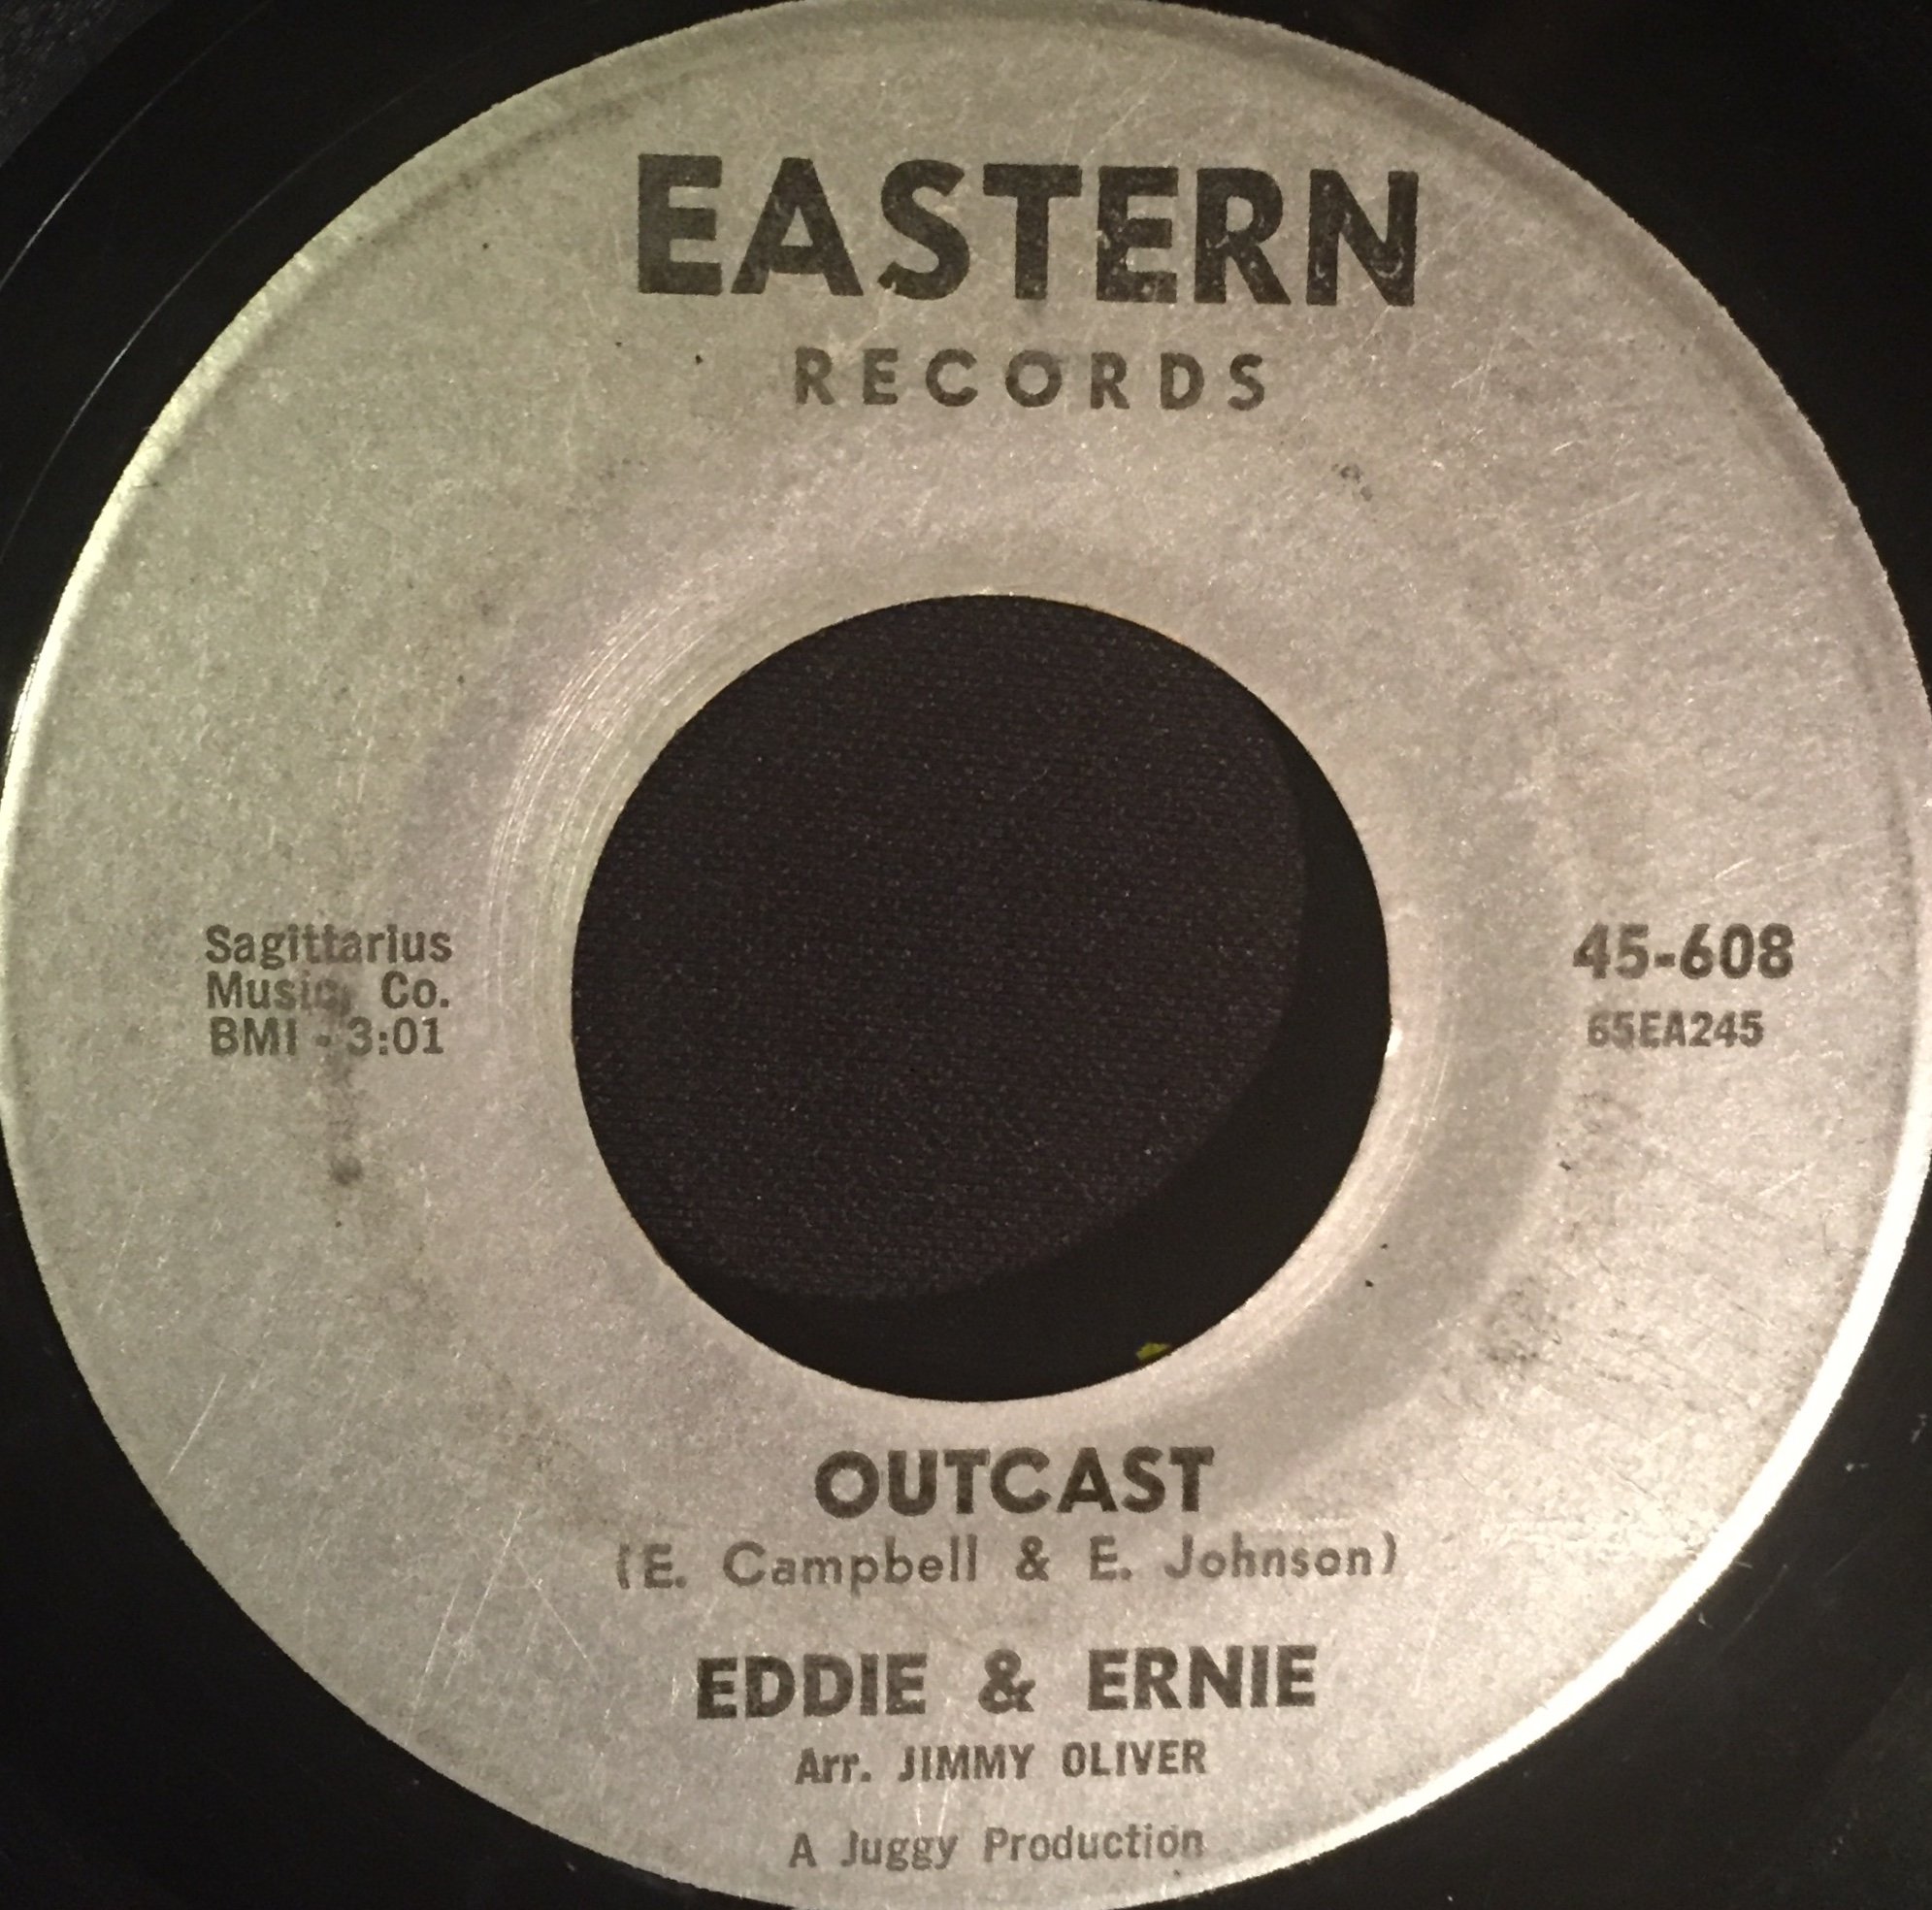 EASTERN
RECORDS
Sagittarius
Music, Co.
BMI - 3:01
45-608
65EA245
OUTCAST
(E. Campbell & E. Johnson)
EDDIE & ERNIE
Arr. JIMMY OLIVER
A Juggy Production